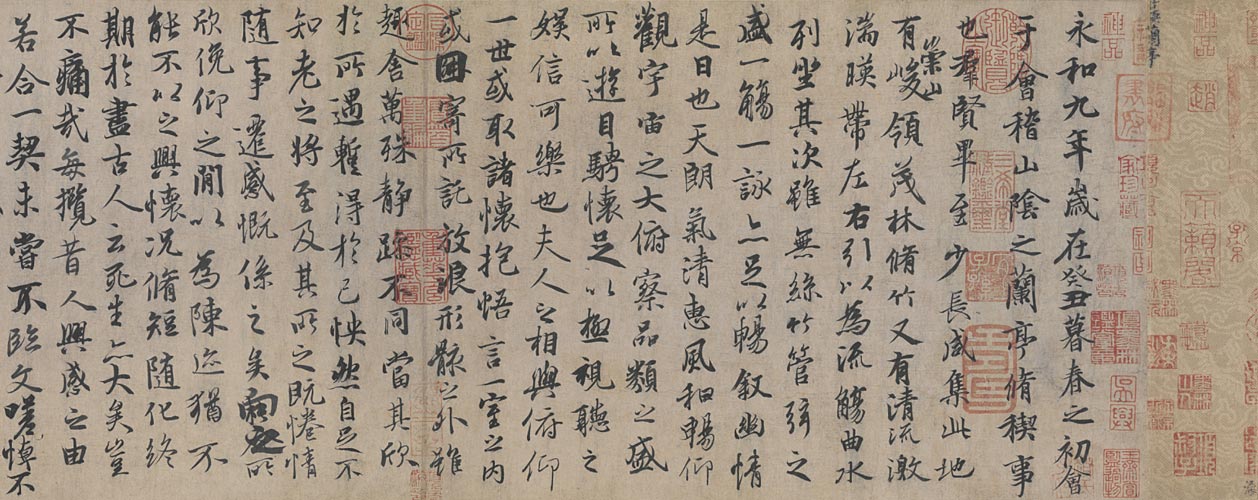 永和九年歲在癸丑暮春之初會
于會稽山陰之蘭亭脩稧事
也羣賢畢至少長咸集此地
有崇山峻領茂林脩竹又有清流激
湍暎帶左右引以為流觴曲水
列坐其次雖無絲竹管弦之
盛一觴一詠亦足以暢叙幽情
是日也天朗氣清惠風和暢仰
觀宇宙之大俯察品類之盛
所以遊目騁懷足以極視聽之
娛信可樂也夫人之相與俯仰
一世或取諸懷抱悟言一室之內
或因寄所託放浪形骸之外雖
趣舍萬殊靜躁不同當其欣
於所遇暫得於己怏然自足不
知老之將至及其所之既惓情
隨事遷感慨係之矣向之所
欣俛仰之閒以為陳迹猶不
能不以之興懷況脩短隨化終
期於盡古人云死生亦大矣豈
不痛哉每攬昔人興感之由
若合一契未嘗不臨文嗟悼不